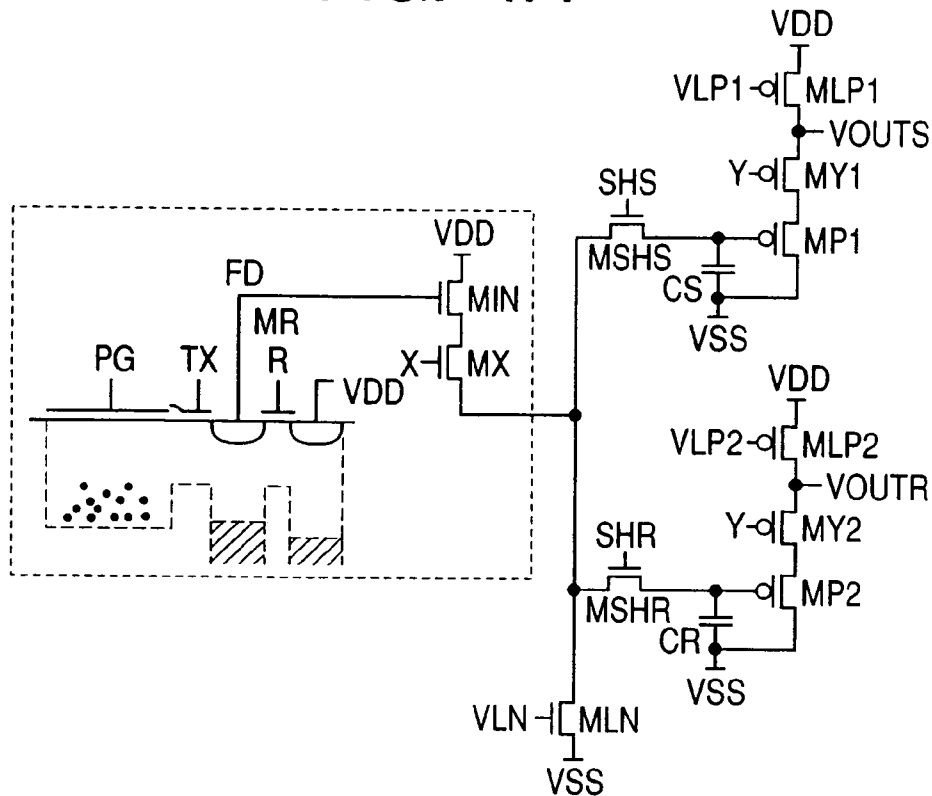 VDD
VLP1
MLP1
VOUTS
Y
MY1
SHS
MSHS
MP1
CS
VSS
VDD
FD
MIN
MR
PG
TX
R
X
MX
VDD
VDD
VLP2
MLP2
VOUTR
Y
MY2
SHR
MSHR
MP2
CR
VSS
VLN
MLN
VSS